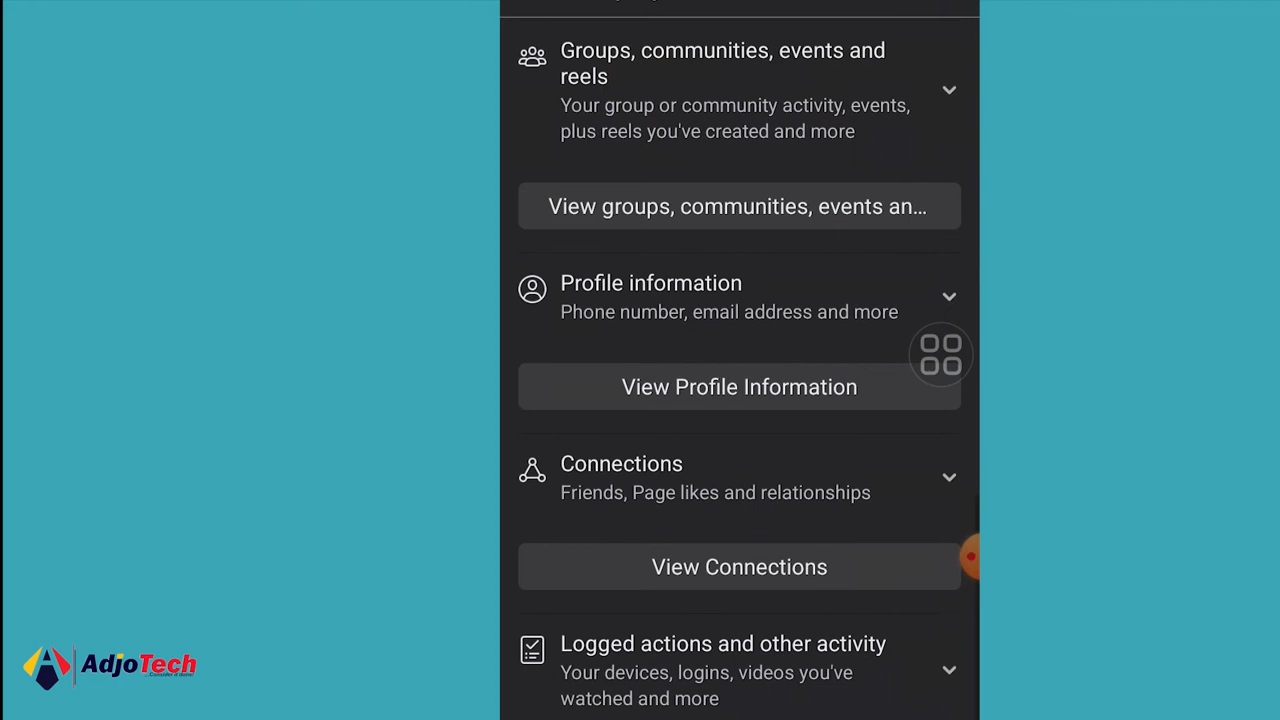 Groups, communities, events and
reels
Your group or community activity, events,
plus reels you've created and more
View groups, communities, events an...
Profile information
Phone number, email address and more
View Profile Information
Connections
Friends, Page likes and relationships
View Connections
Logged actions and other activity
Your devices, logins, videos you've
watched and more
AdjoTech